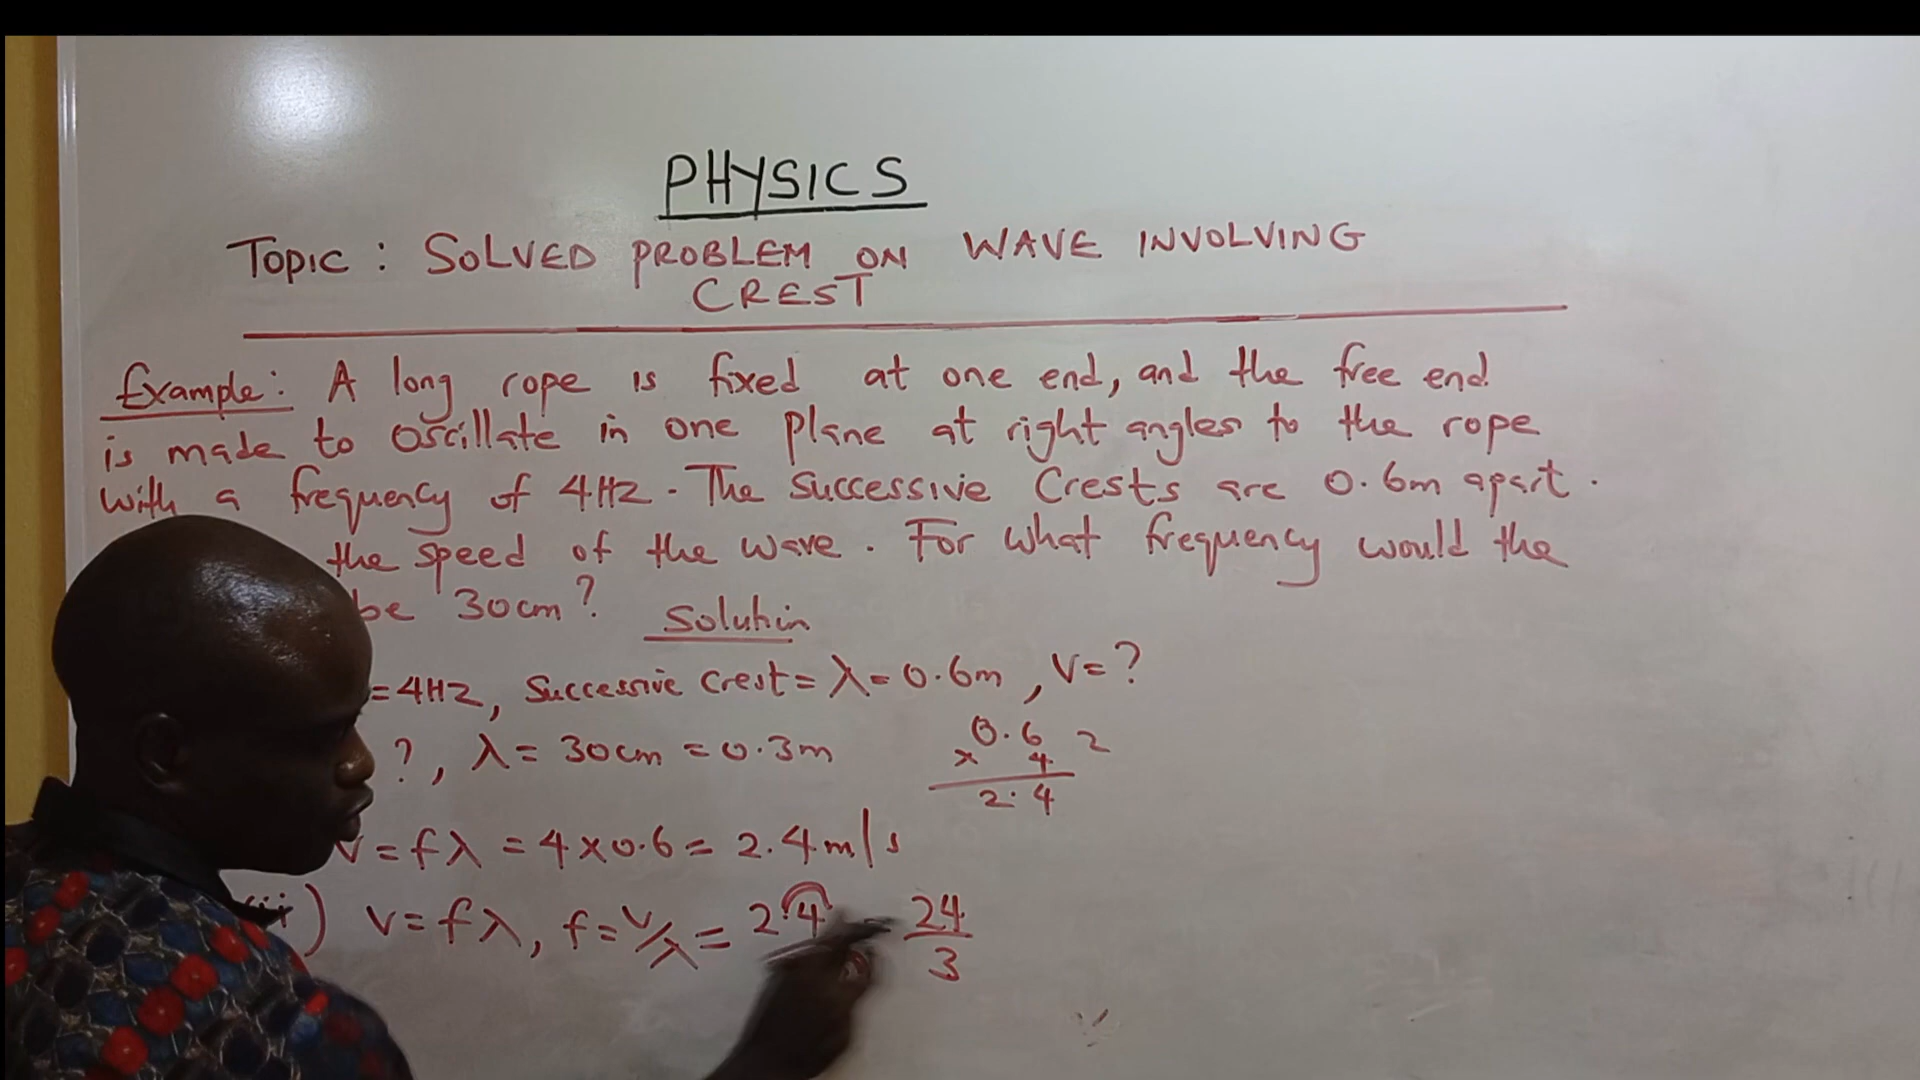 PHYSICS
TOPIC : SOLVED PROBLEM ON WAVE INVOLVING
CREST
Example: A long rope is fixed at one end, and the free end
is made to oscillate in one plane at right angles to the rope
with a frequency of 4Hz. The successive crests are 0.6m apart.
the speed of the wave. For what frequency would the
be 30cm?
Solution
=4Hz, Successive crest = λ = 0.6m, V=?
?, λ = 30cm = 0.3m
0.6 2
x 4
2.4
V = fλ = 4 x 0.6 = 2.4m/s
ii) V = fλ, f = V/λ = 2.4 = 24/3